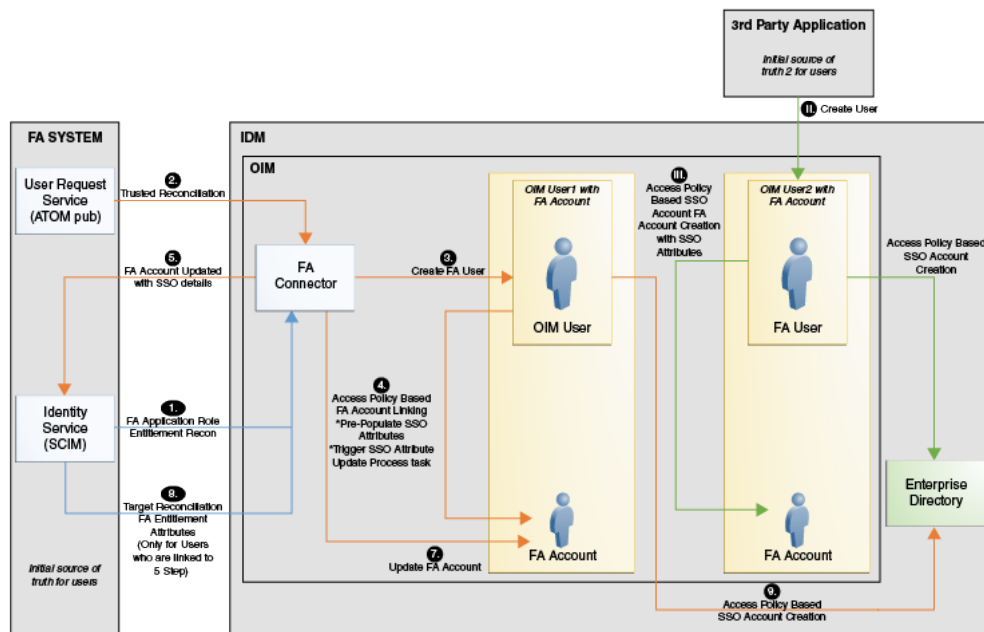 3rd Party Application
Initial source of
truth 2 for users
II. Create User
FA SYSTEM
User Request
Service
(ATOM pub)
2.
Trusted Reconciliation
5.
FA Account Updated
with SSO details
Identity
Service
(SCIM)
1.
FA Application Role
Entitlement Recon
8.
Target Reconciliation
FA Entitlement
Attributes
(Only for Users
who are linked to
5 Step)
Initial source of
truth for users
IDM
OIM
FA
Connector
3.
Create FA User
4.
Access Policy Based
FA Account Linking
*Pre-Populate SSO
Attributes
*Trigger SSO Attribute
Update Process task
7.
Update FA Account
OIM User1 with
FA Account
OIM User
FA Account
III.
Access Policy
Based SSO
Account FA
Account Creation
with SSO
Attributes
OIM User2 with
FA Account
FA User
FA Account
Access Policy Based
SSO Account
Creation
Enterprise
Directory
9.
Access Policy Based
SSO Account Creation